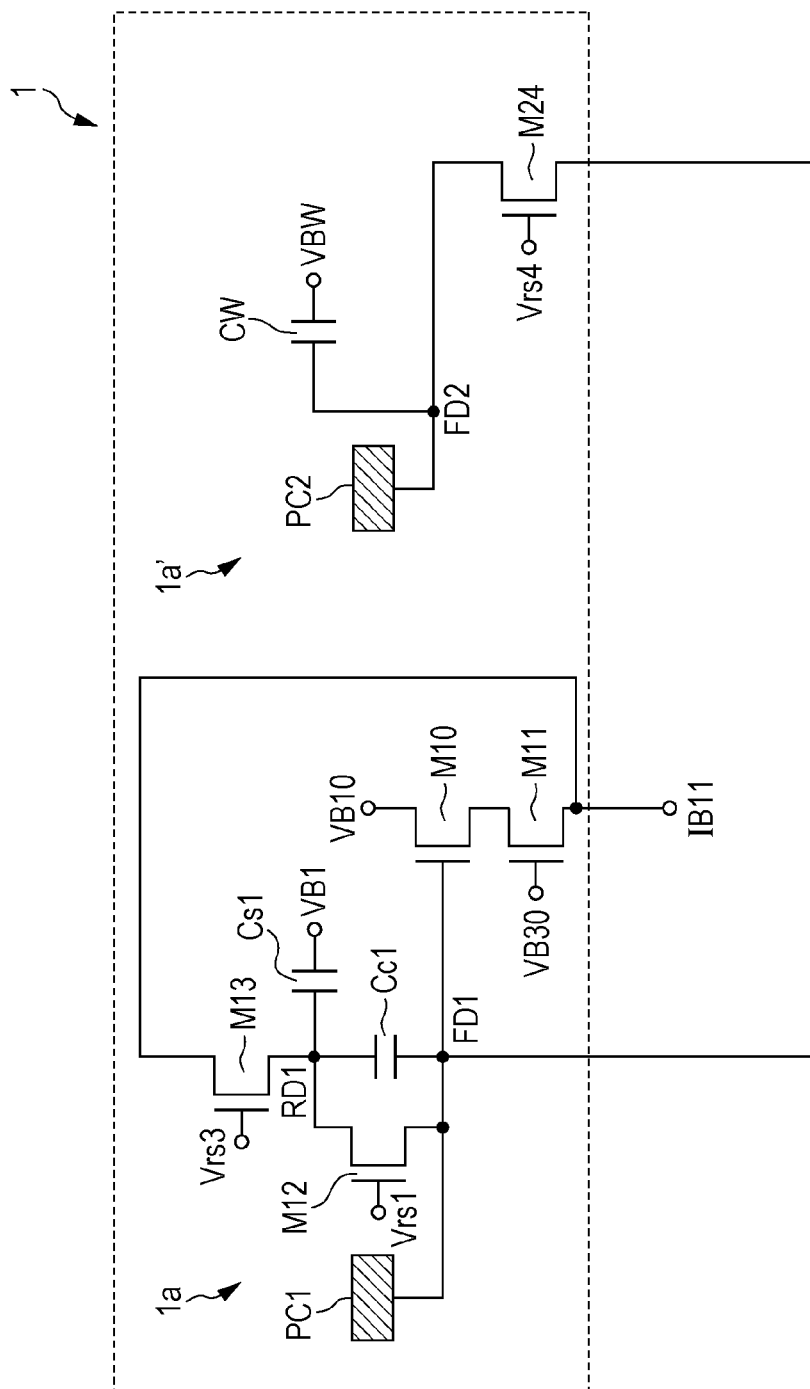 1
1a
1a'
PC1
M12
Vrs1
Vrs3
M13
RD1
Cs1
VB1
Cc1
FD1
VB10
M10
M11
VB30
IB11
PC2
CW
VBW
FD2
Vrs4
M24